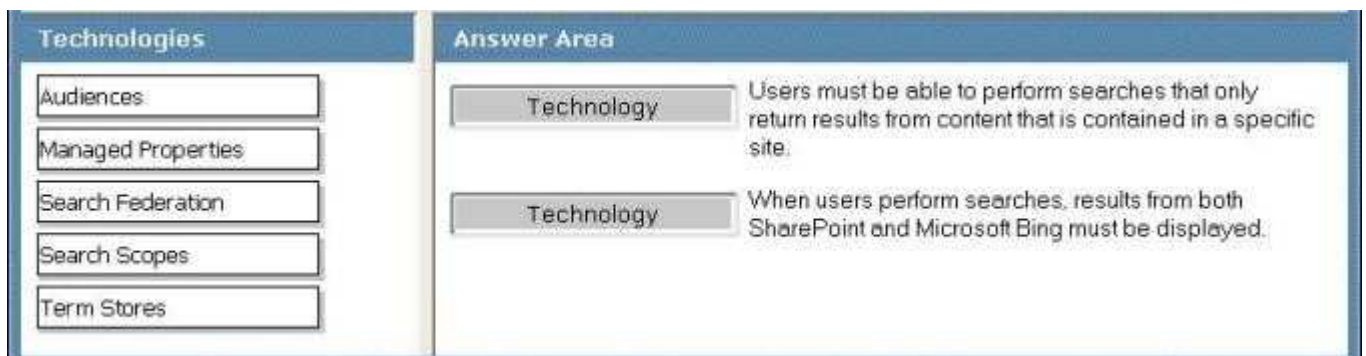 Technologies
Audiences
Managed Properties
Search Federation
Search Scopes
Term Stores
Answer Area
Technology
Users must be able to perform searches that only
return results from content that is contained in a specific
site.
Technology
When users perform searches, results from both
SharePoint and Microsoft Bing must be displayed.